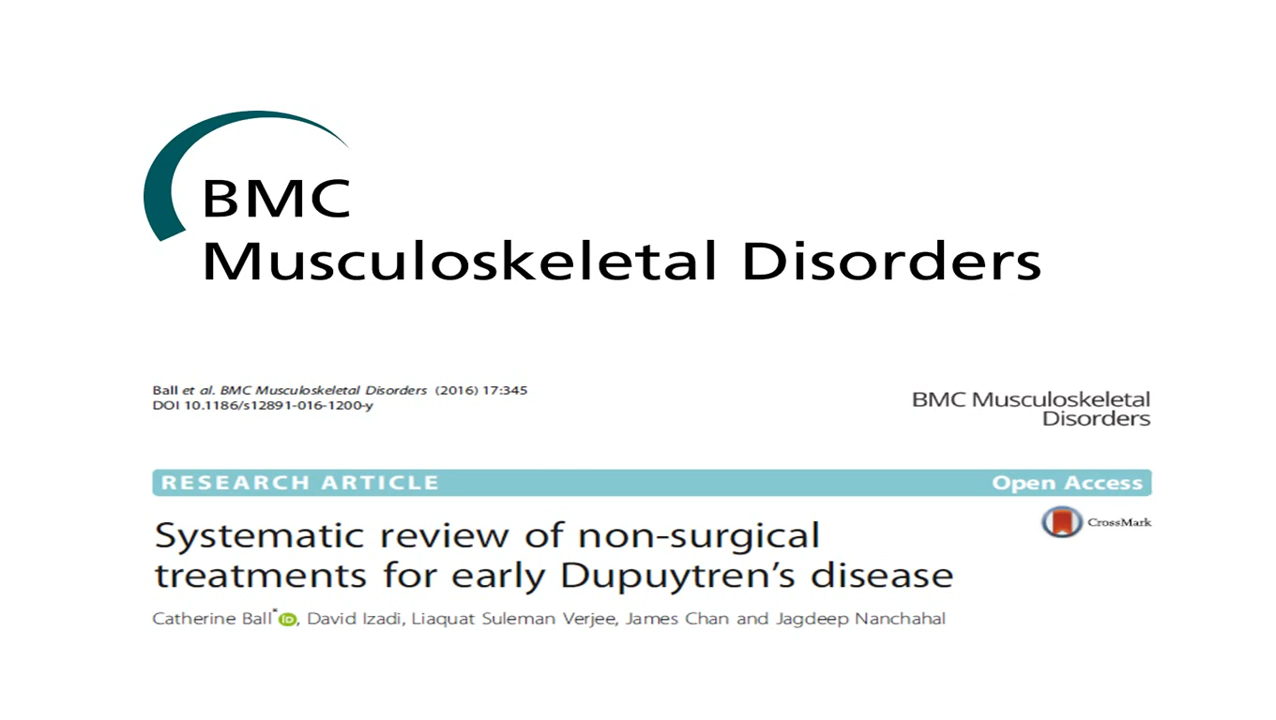 BMC
Musculoskeletal Disorders
Ball et al. BMC Musculoskeletal Disorders (2016) 17:345
DOI 10.1186/s12891-016-1200-y
BMC Musculoskeletal
Disorders
RESEARCH ARTICLE
Open Access
Systematic review of non-surgical
treatments for early Dupuytren’s disease
CrossMark
Catherine Ball* iD, David Izadi, Liaquat Suleman Verjee, James Chan and Jagdeep Nanchahal